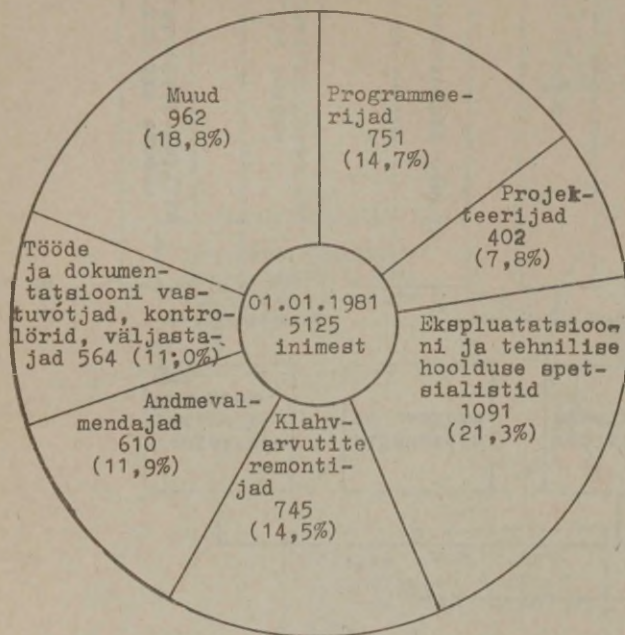 Muud
962
(18,8%)
Programmee-
rijad
751
(14,7%)
Projek-
teerijad
402
(7,8%)
Ekspluatatsioo-
ni ja tehnilise
hoolduse spet-
sialistid
1091
(21,3%)
Klahv-
arvutite
remonti-
jad
745
(14,5%)
Andmeval-
mendajad
610
(11,9%)
Tööde
ja dokumen-
tatsiooni vas-
tuvõtjad, kontro-
lörid, väljasta-
jad 564 (11,0%)
01.01.1981
5125
inimest